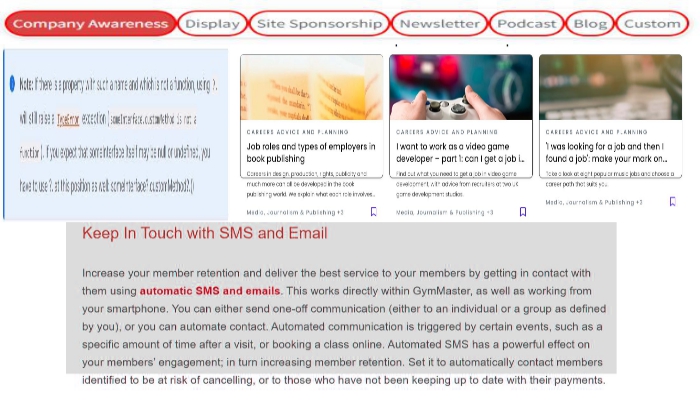 Company Awareness
Display
Site Sponsorship
Newsletter
Podcast
Blog
Custom
Note: If there is a property with such a name and which is not a function, using ?.
will still raise a TypeError exception (someInterface.customMethod is not a
function). If you expect that someInterface itself may be null or undefined, you
have to use ?. at this position as well: someInterface?.customMethod?.()
CAREERS ADVICE AND PLANNING
Job roles and types of employers in
book publishing
Careers in design, production, rights, publicity and
much more can all be developed in the book
publishing world. We explain what each role involves...
Media, Journalism & Publishing +3
CAREERS ADVICE AND PLANNING
I want to work as a video game
developer – part 1: can I get a job i...
Find out what you need to get a job in video game
development, with advice from recruiters at two UK
game development studios.
Media, Journalism & Publishing +3
CAREERS ADVICE AND PLANNING
'I was looking for a job and then I
found a job': make your mark on...
Take a look at eight popular music jobs and choose a
career path that suits you.
Media, Journalism & Publishing +3
Keep In Touch with SMS and Email
Increase your member retention and deliver the best service to your members by getting in contact with
them using automatic SMS and emails. This works directly within GymMaster, as well as working from
your smartphone. You can either send one-off communication (either to an individual or a group as defined
by you), or you can automate contact. Automated communication is triggered by certain events, such as a
specific amount of time after a visit, or booking a class online. Automated SMS has a powerful effect on
your members' engagement; in turn increasing member retention. Set it to automatically contact members
identified to be at risk of cancelling, or to those who have not been keeping up to date with their payments.